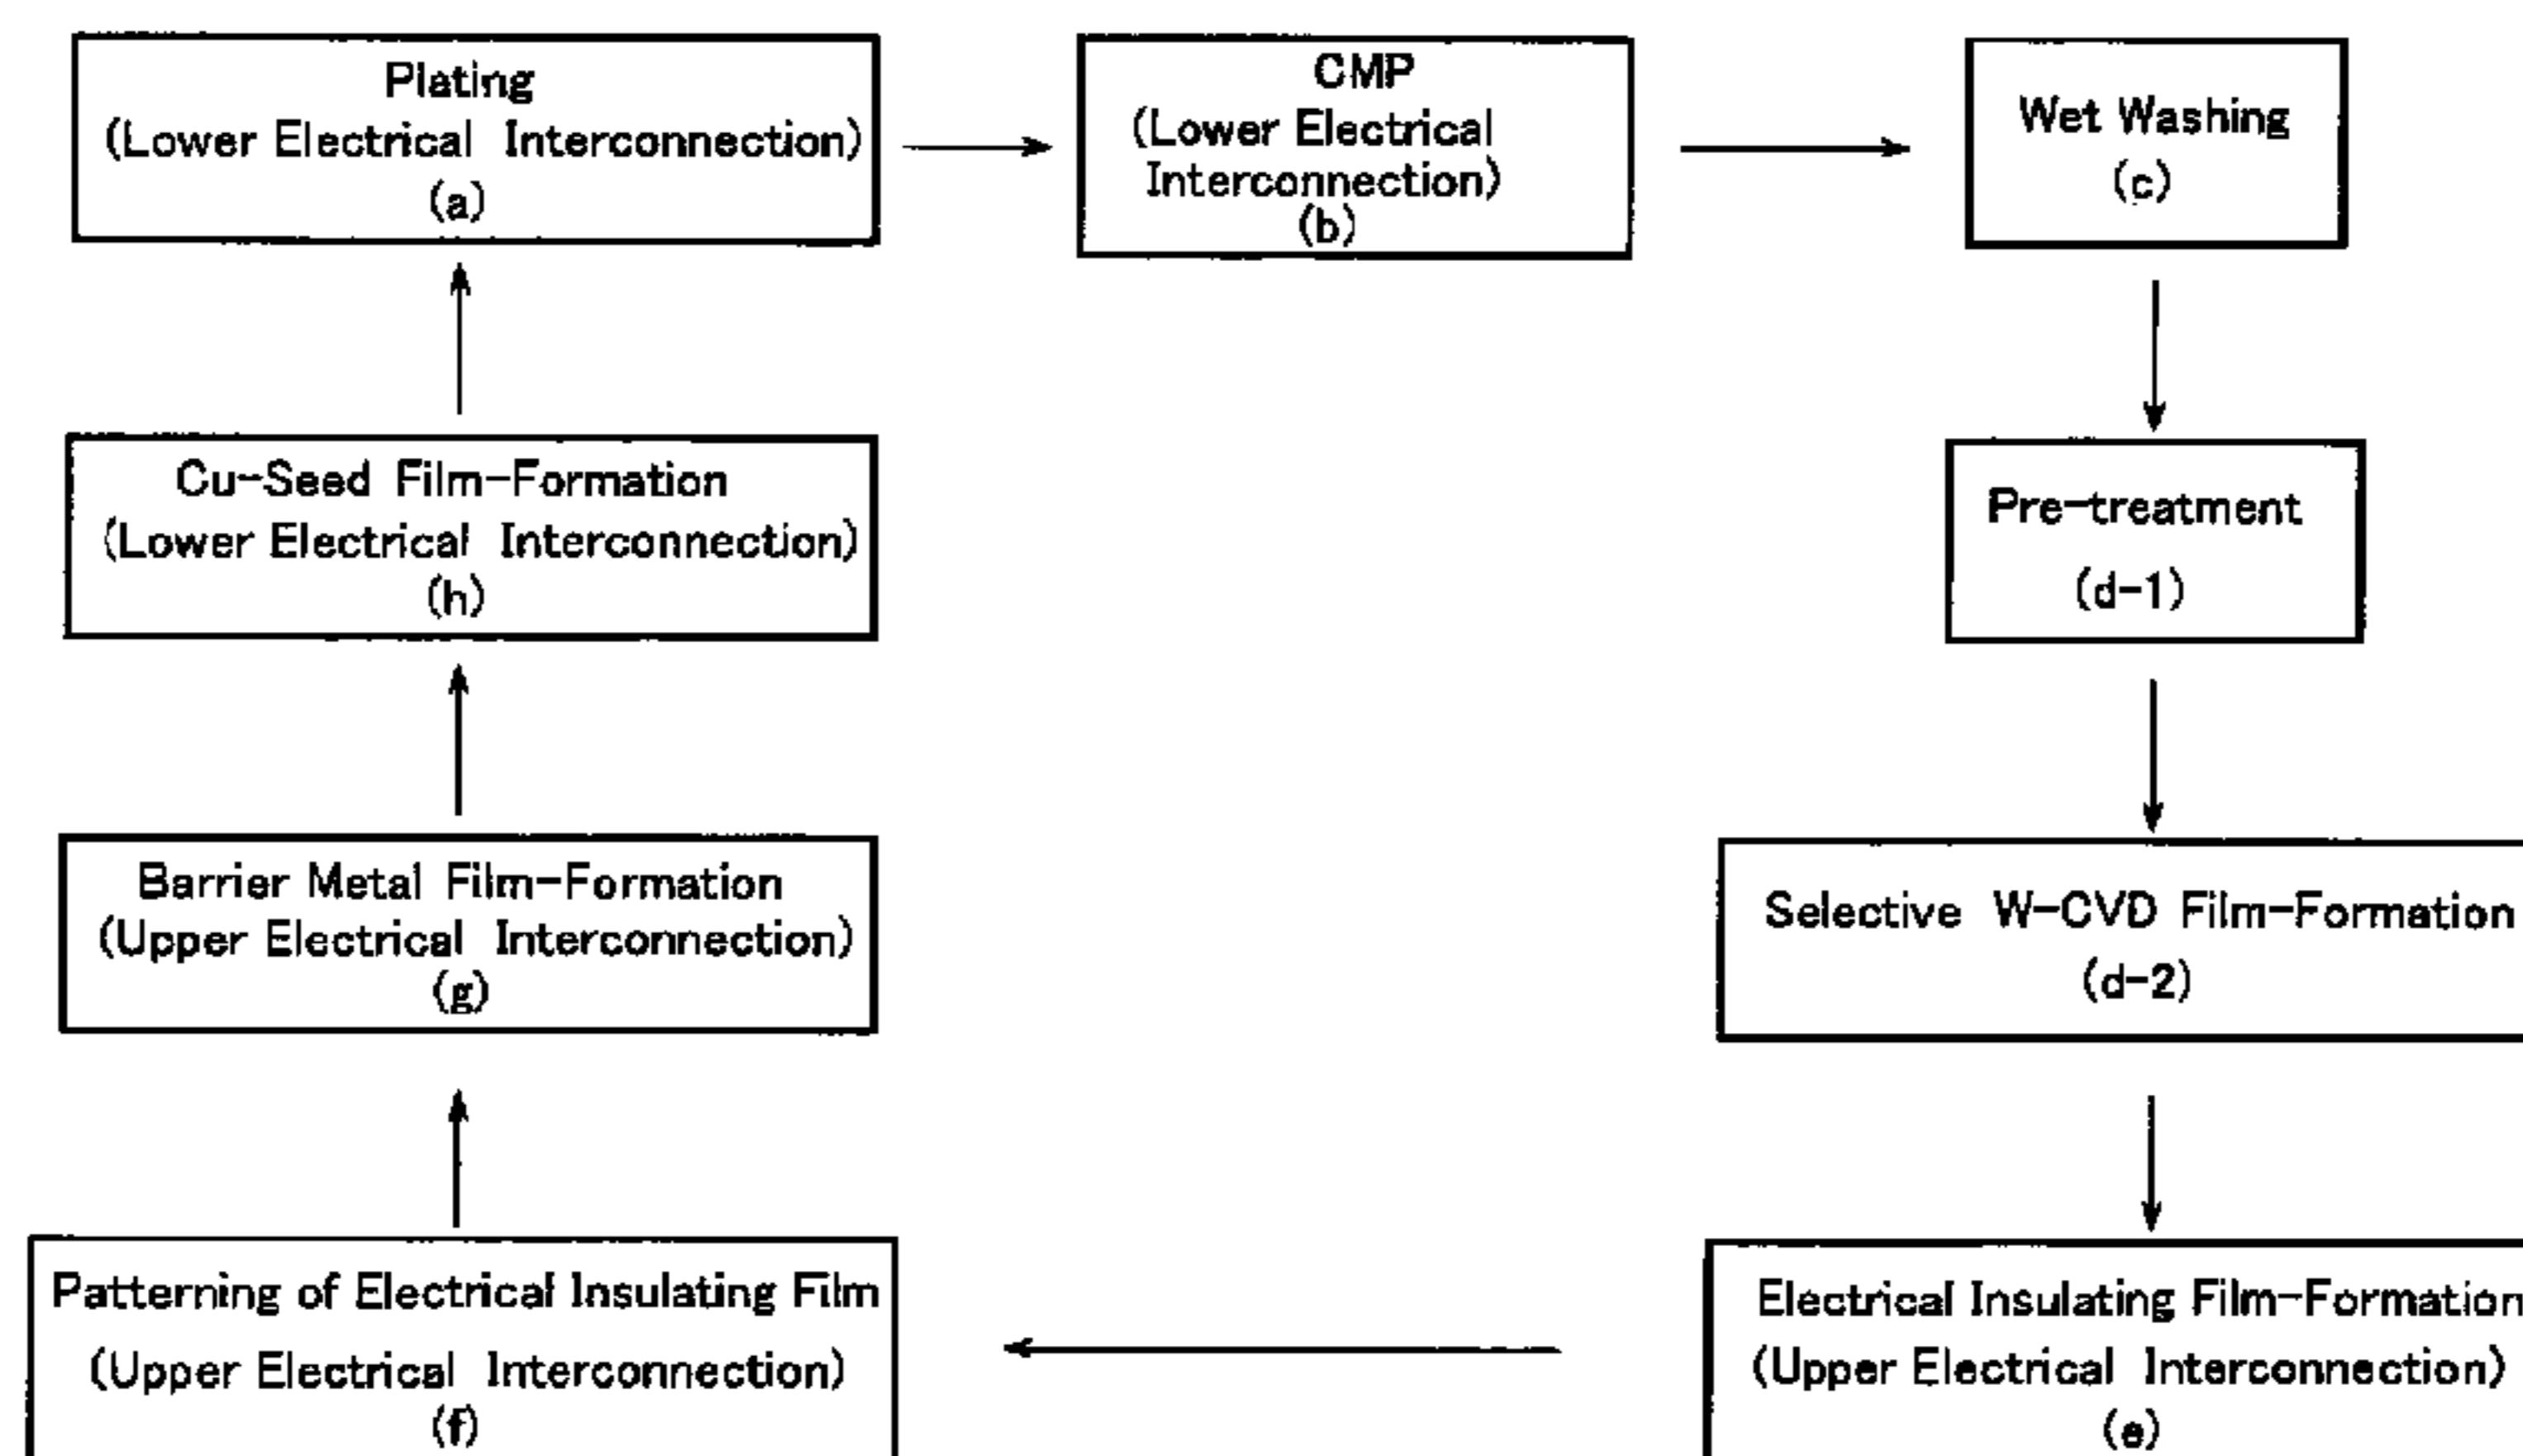 Plating
(Lower Electrical Interconnection)
(a)
CMP
(Lower Electrical
Interconnection)
(b)
Wet Washing
(c)
Pre-treatment
(d-1)
Selective W-CVD Film-Formation
(d-2)
Electrical Insulating Film-Formation
(Upper Electrical Interconnection)
(e)
Patterning of Electrical Insulating Film
(Upper Electrical Interconnection)
(f)
Barrier Metal Film-Formation
(Upper Electrical Interconnection)
(g)
Cu-Seed Film-Formation
(Lower Electrical Interconnection)
(h)